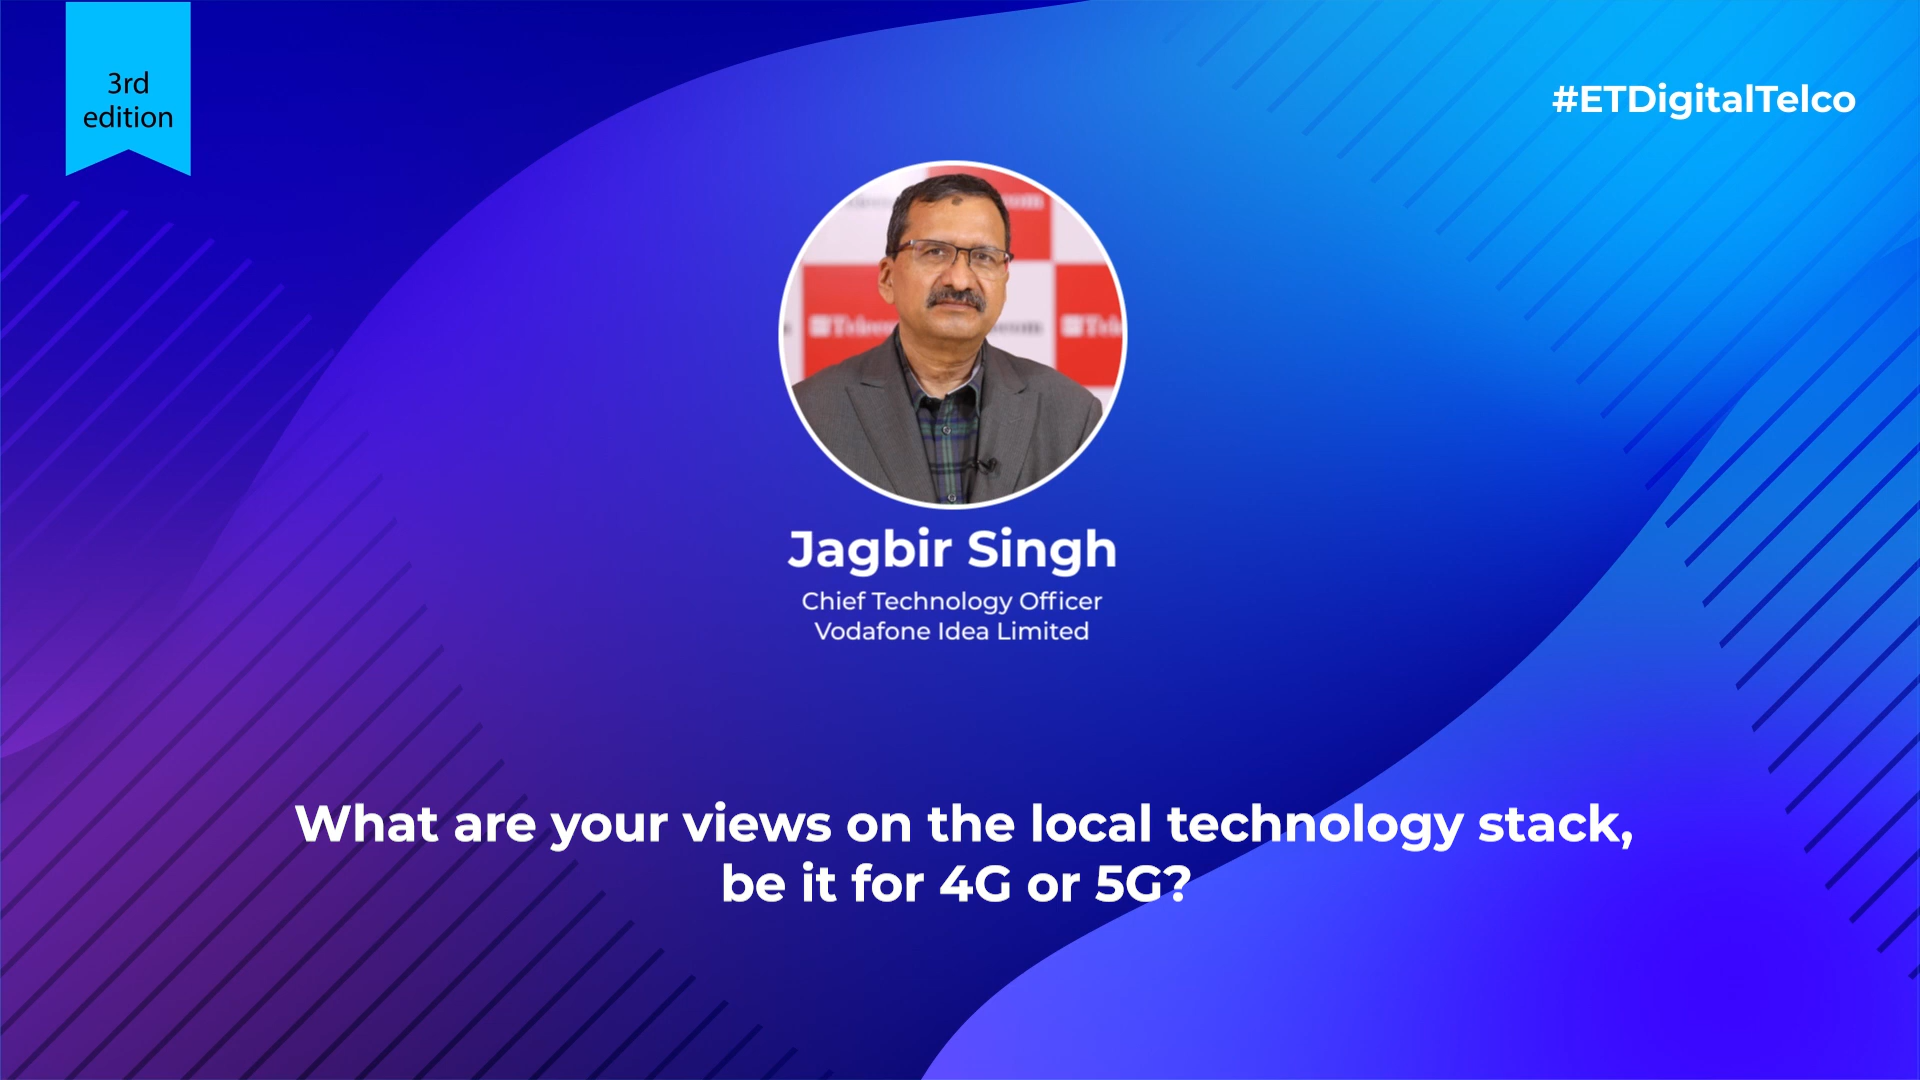 3rd
edition
#ETDigitalTelco
Jagbir Singh
Chief Technology Officer
Vodafone Idea Limited
What are your views on the local technology stack,
be it for 4G or 5G?